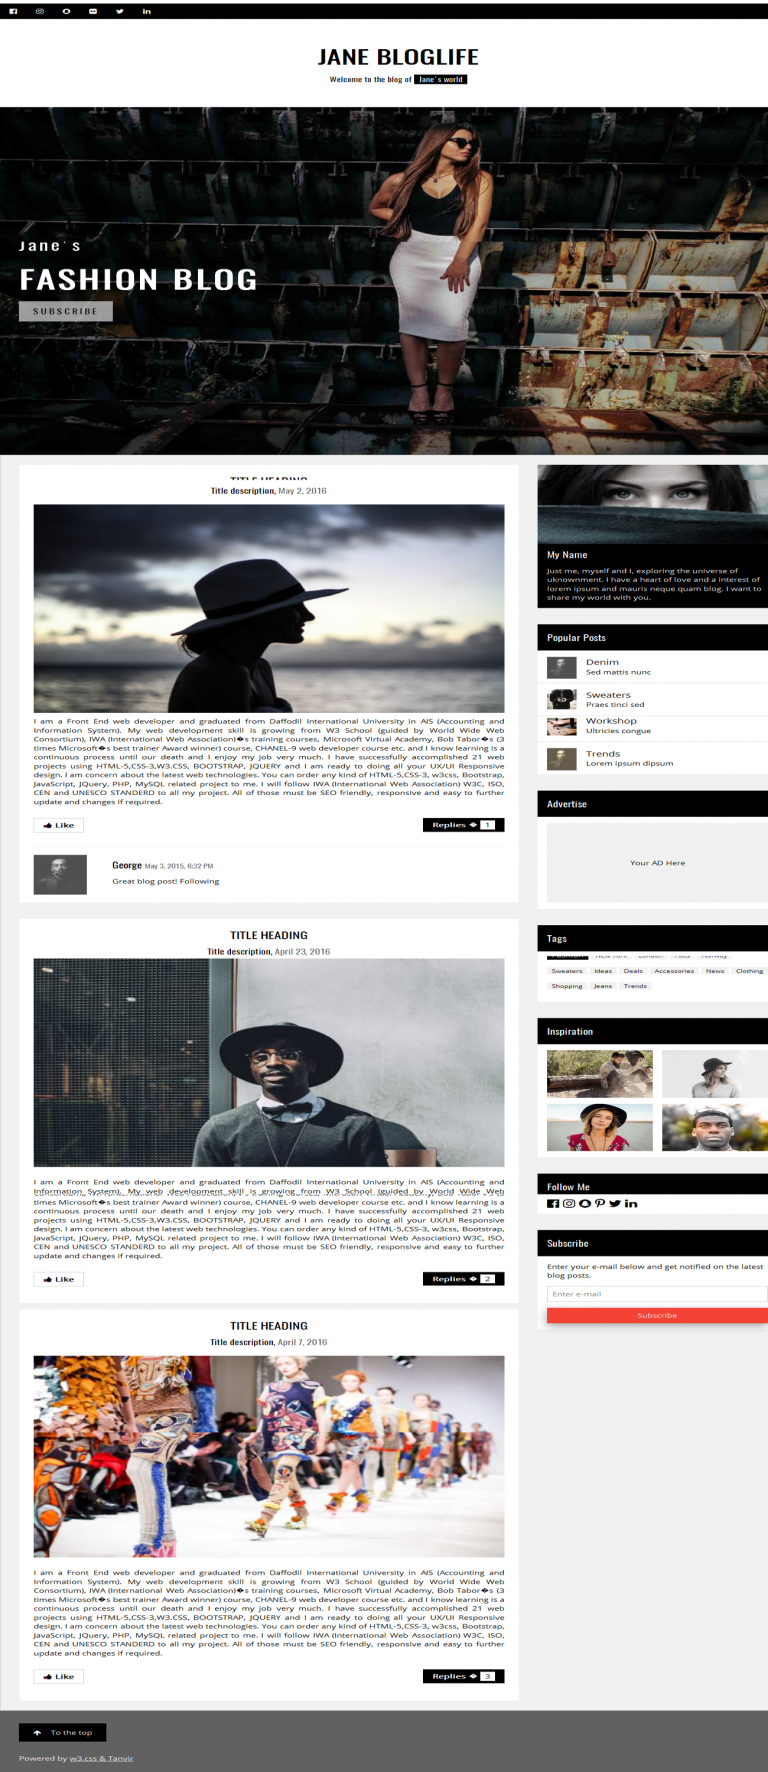 JANE BLOGLIFE
Welcome to the blog of Jane's world
Jane's
FASHION BLOG
SUBSCRIBE
TITLE HEADING
Title description, May 2, 2016
I am a Front End web developer and graduated from Daffodil International University in AIS (Accounting and
Information System). My web development skill is growing from W3 School (guided by World Wide Web
Consortium), IWA (International Web Association)�s training courses, Microsoft Virtual Academy, Bob Tabor�s (3
times Microsoft�s best trainer Award winner) course, CHANEL-9 web developer course etc. and I know learning is a
continuous process until our death and I enjoy my job very much. I have successfully accomplished 21 web
projects using HTML-5,CSS-3,W3.CSS, BOOTSTRAP, JQUERY and I am ready to doing all your UX/UI Responsive
design. I am concern about the latest web technologies. You can order any kind of HTML-5,CSS-3, w3css, Bootstrap,
JavaScript, JQuery, PHP, MySQL related project to me. I will follow IWA (International Web Association) W3C, ISO,
CEN and UNESCO STANDERD to all my project. All of those must be SEO friendly, responsive and easy to further
update and changes if required.
Like
Replies � 1
George May 3, 2015, 6:32 PM
Great blog post! Following
TITLE HEADING
Title description, April 23, 2016
I am a Front End web developer and graduated from Daffodil International University in AIS (Accounting and
Information System). My web development skill is growing from W3 School (guided by World Wide Web
times Microsoft�s best trainer Award winner) course, CHANEL-9 web developer course etc. and I know learning is a
continuous process until our death and I enjoy my job very much. I have successfully accomplished 21 web
projects using HTML-5,CSS-3,W3.CSS, BOOTSTRAP, JQUERY and I am ready to doing all your UX/UI Responsive
design. I am concern about the latest web technologies. You can order any kind of HTML-5,CSS-3, w3css, Bootstrap,
JavaScript, JQuery, PHP, MySQL related project to me. I will follow IWA (International Web Association) W3C, ISO,
CEN and UNESCO STANDERD to all my project. All of those must be SEO friendly, responsive and easy to further
update and changes if required.
Like
Replies � 2
TITLE HEADING
Title description, April 7, 2016
I am a Front End web developer and graduated from Daffodil International University in AIS (Accounting and
Information System). My web development skill is growing from W3 School (guided by World Wide Web
Consortium), IWA (International Web Association)�s training courses, Microsoft Virtual Academy, Bob Tabor�s (3
times Microsoft�s best trainer Award winner) course, CHANEL-9 web developer course etc. and I know learning is a
continuous process until our death and I enjoy my job very much. I have successfully accomplished 21 web
projects using HTML-5,CSS-3,W3.CSS, BOOTSTRAP, JQUERY and I am ready to doing all your UX/UI Responsive
design. I am concern about the latest web technologies. You can order any kind of HTML-5,CSS-3, w3css, Bootstrap,
JavaScript, JQuery, PHP, MySQL related project to me. I will follow IWA (International Web Association) W3C, ISO,
CEN and UNESCO STANDERD to all my project. All of those must be SEO friendly, responsive and easy to further
update and changes if required.
Like
Replies � 3
My Name
Just me, myself and I, exploring the universe of
uknownment. I have a heart of love and a interest of
lorem ipsum and mauris neque quam blog. I want to
share my world with you.
Popular Posts
Denim
Sed mattis nunc
Sweaters
Praes tinci sed
Workshop
Ultricies congue
Trends
Lorem ipsum dipsum
Advertise
Your AD Here
Tags
Sweaters Ideas Deals Accessories News Clothing
Shopping Jeans Trends
Inspiration
Follow Me
Subscribe
Enter your e-mail below and get notified on the latest
blog posts.
Enter e-mail
Subscribe
To the top
Powered by w3.css & Tanvir